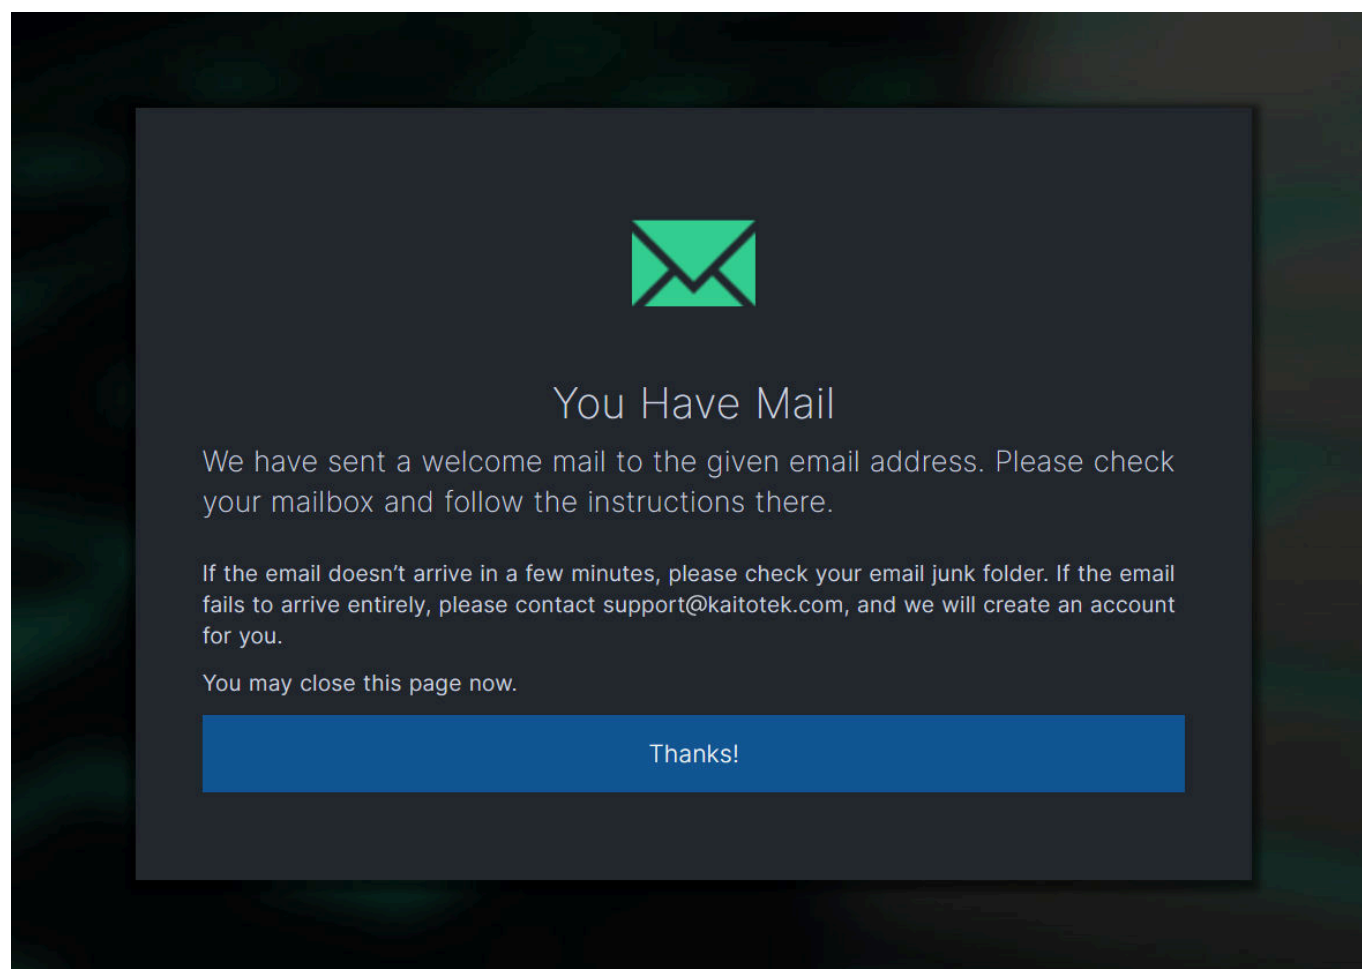 You Have Mail
We have sent a welcome mail to the given email address. Please check
your mailbox and follow the instructions there.
If the email doesn’t arrive in a few minutes, please check your email junk folder. If the email
fails to arrive entirely, please contact support@kaitotek.com, and we will create an account
for you.
You may close this page now.
Thanks!